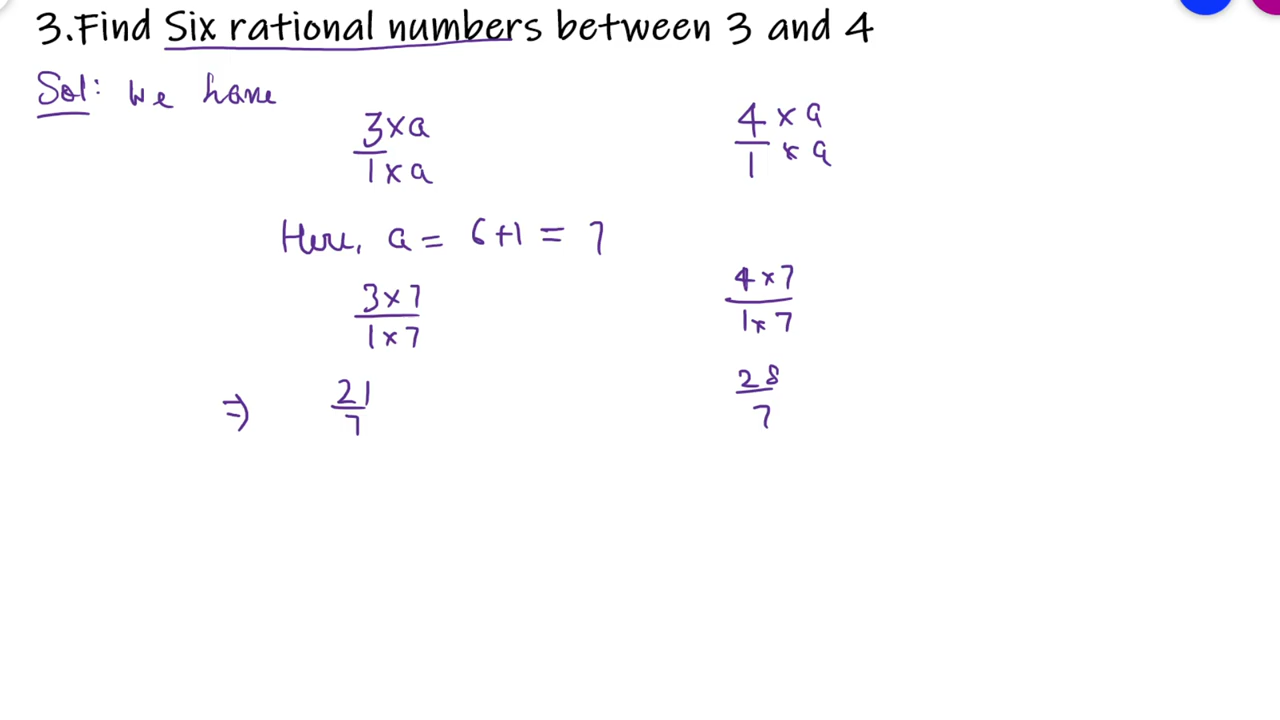 3.Find Six rational numbers between 3 and 4
Sol: We have
3×a 4×a
1×a 1×a
Here, a = 6+1 = 7
3×7 4×7
1×7 1×7
⇒ 21 28
7 7